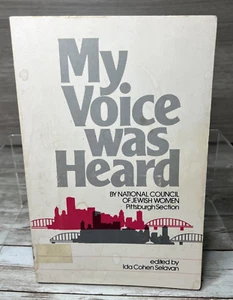 My
Voice
was
Heard
BY NATIONAL COUNCIL
OF JEWISH WOMEN
Pittsburgh Section
edited by
Ida Cohen Selavan